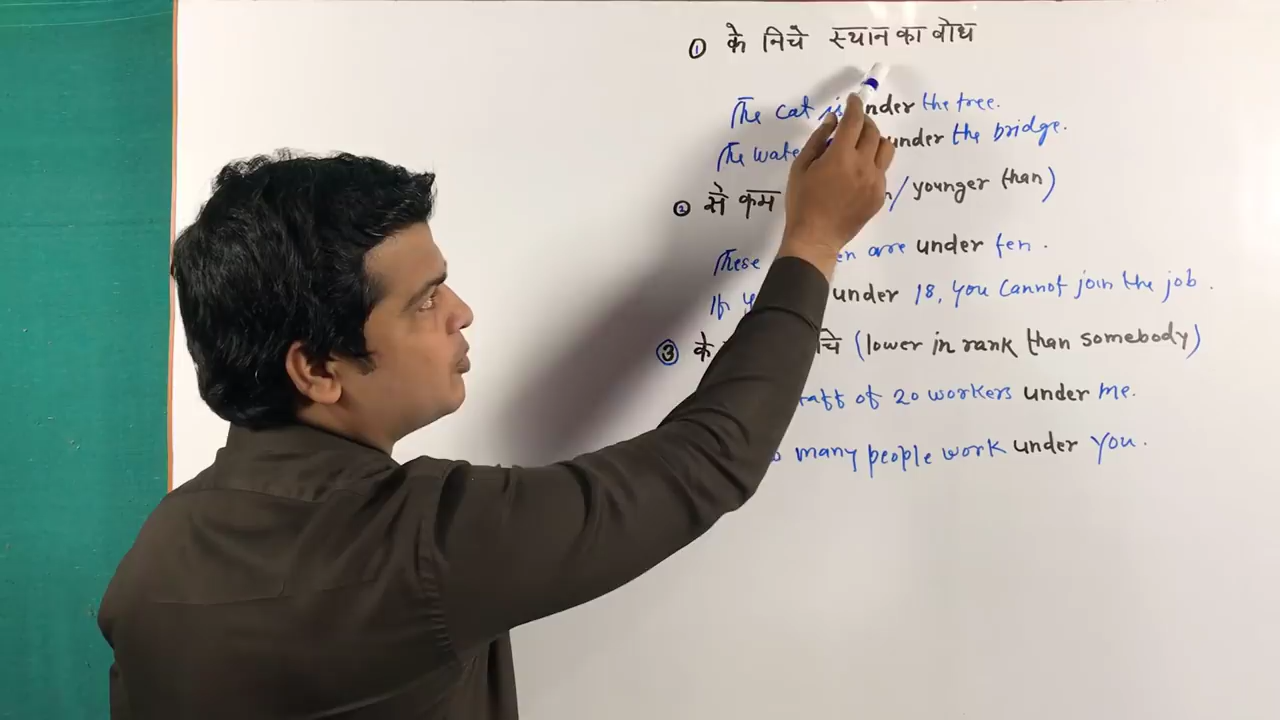 ① के निचे स्थान का बोध
The cat is under the tree.
The under the bridge.
② से कम /younger than)
These are under ten.
If under 18, you cannot join the job.
③ के (lower in rank than somebody)
of 20 workers under me.
many people work under you.